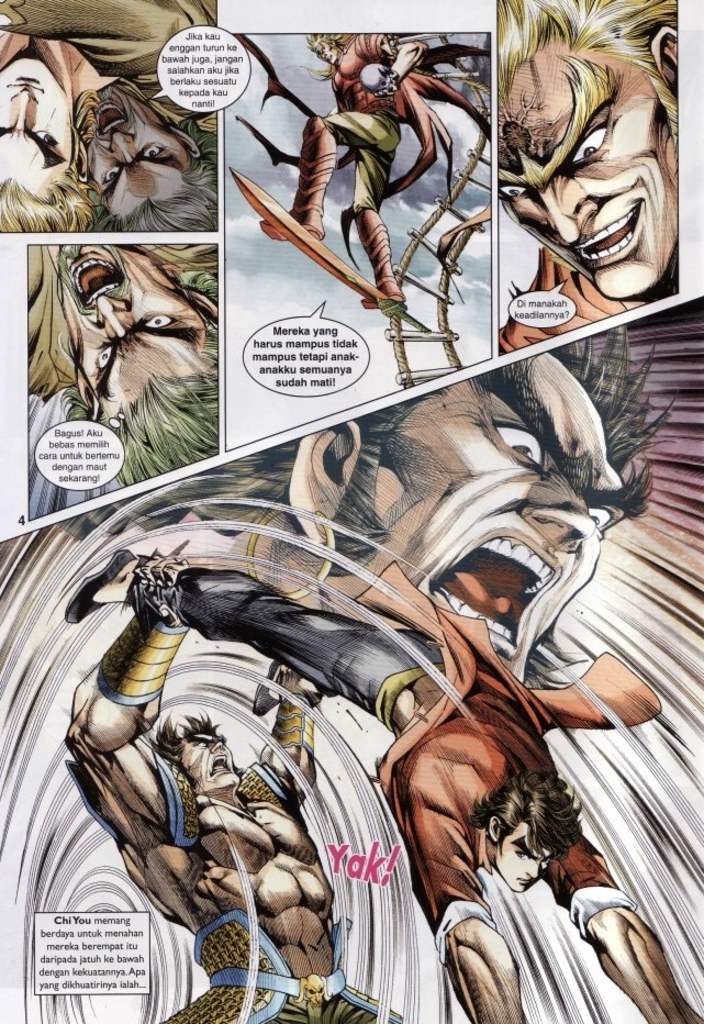 Jika kau
enggan turun ke
bawah juga, jangan
salahkan aku jika
berlaku sesuatu
kepada kau
nanti!
Mereka yang
harus mampus tidak
mampus tetapi anak-
anakku semuanya
sudah mati!
Di manakah
keadilannya?
Bagus! Aku
bebas memilih
cara untuk bertemu
dengan maut
sekarang!
4
Yak!
Chi You memang
berdaya untuk menahan
mereka berempat itu
daripada jatuh ke bawah
dengan kekuatannya. Apa
yang dikhuatirinya ialah...